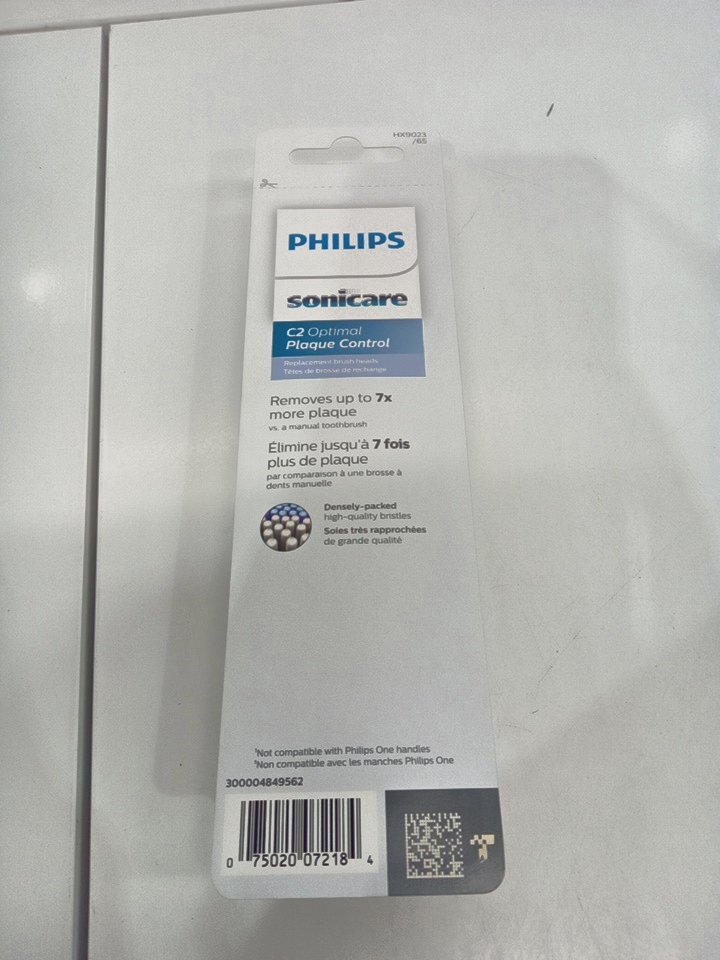 HX9023
/65
PHILIPS
sonicare
C2 Optimal
Plaque Control
Replacement brush heads
Têtes de brosse de rechange
Removes up to 7x
more plaque
vs. a manual toothbrush
Élimine jusqu'à 7 fois
plus de plaque
par comparaison à une brosse à
dents manuelle
Densely-packed
high-quality bristles
Soies très rapprochées
de grande qualité
¹Not compatible with Philips One handles
¹Non compatible avec les manches Philips One
300004849562
0 75020 07218 4